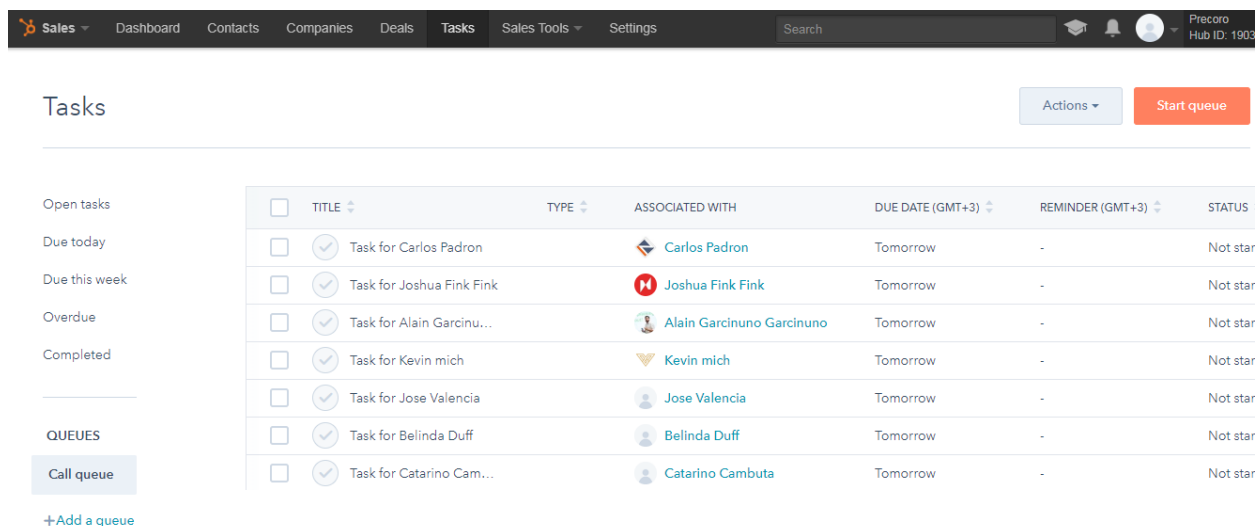 Sales Dashboard Contacts Companies Deals Tasks Sales Tools Settings Search Precoro
Hub ID: 1903
Tasks Actions Start queue
Open tasks
Due today
Due this week
Overdue
Completed
QUEUES
Call queue
+Add a queue
TITLE TYPE ASSOCIATED WITH DUE DATE (GMT+3) REMINDER (GMT+3) STATUS
Task for Carlos Padron Carlos Padron Tomorrow - Not star
Task for Joshua Fink Fink Joshua Fink Fink Tomorrow - Not star
Task for Alain Garcinu... Alain Garcinuno Garcinuno Tomorrow - Not star
Task for Kevin mich Kevin mich Tomorrow - Not star
Task for Jose Valencia Jose Valencia Tomorrow - Not star
Task for Belinda Duff Belinda Duff Tomorrow - Not star
Task for Catarino Cam... Catarino Cambuta Tomorrow - Not star